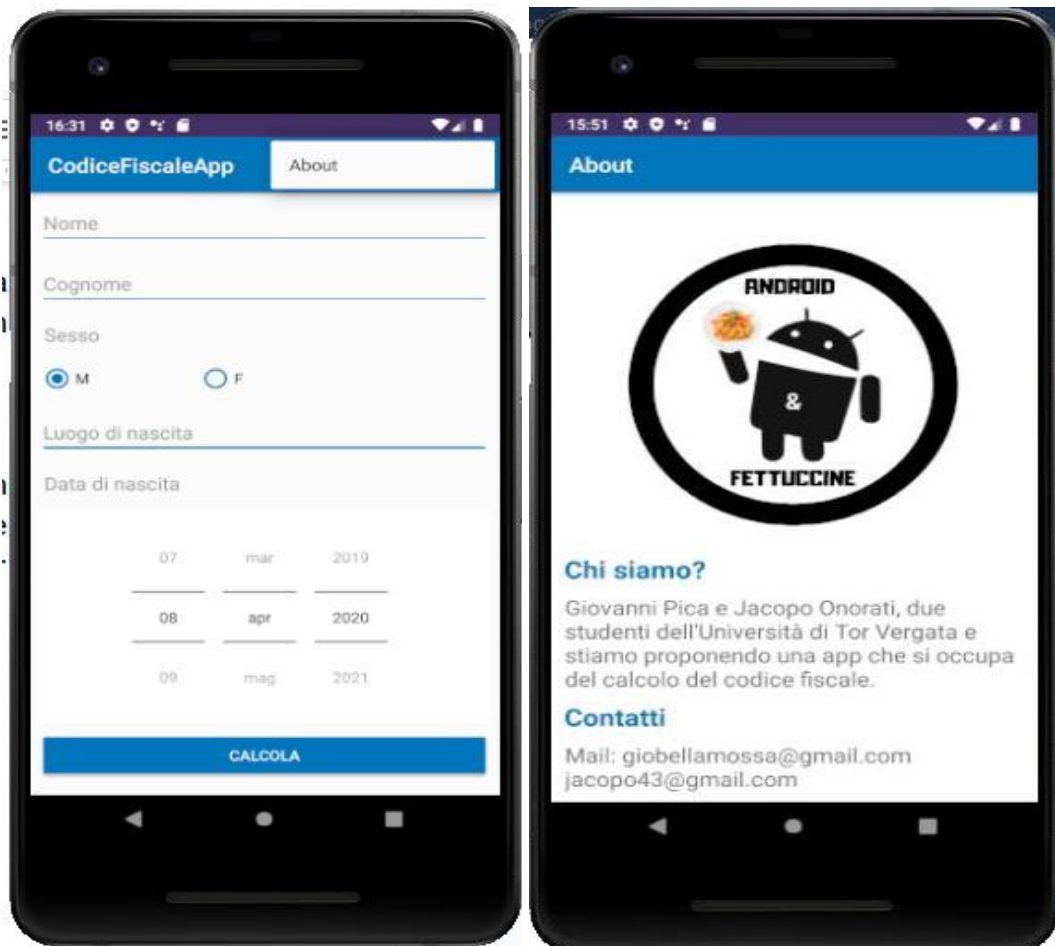 16:31
CodiceFiscaleApp
About
Nome
Cognome
Sesso
M
F
Luogo di nascita
Data di nascita
07 mar 2019
08 apr 2020
09 mag 2021
CALCOLA
15:51
About
ANDROID
&
FETTUCCINE
Chi siamo?
Giovanni Pica e Jacopo Onorati, due
studenti dell'Università di Tor Vergata e
stiamo proponendo una app che si occupa
del calcolo del codice fiscale.
Contatti
Mail: giobellamossa@gmail.com
jacopo43@gmail.com